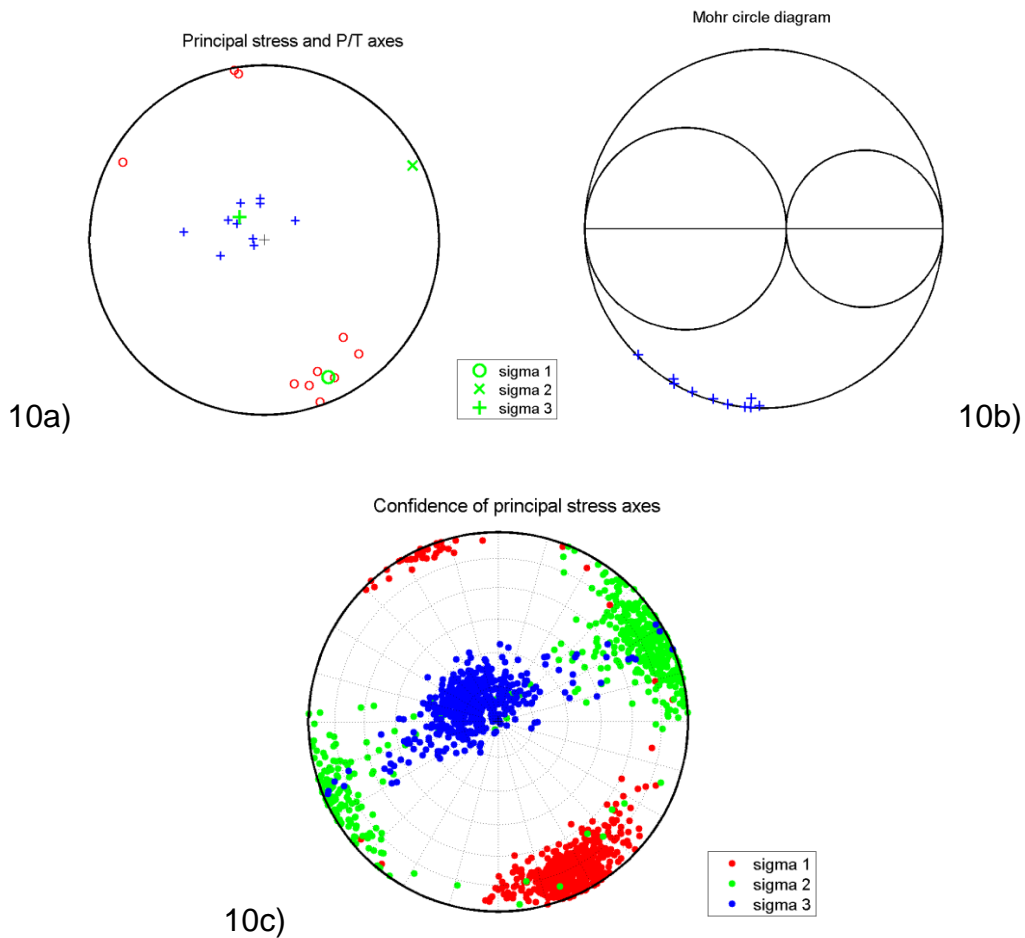 Principal stress and P/T axes
Mohr circle diagram
sigma 1
sigma 2
sigma 3
10a)
10b)
Confidence of principal stress axes
sigma 1
sigma 2
sigma 3
10c)